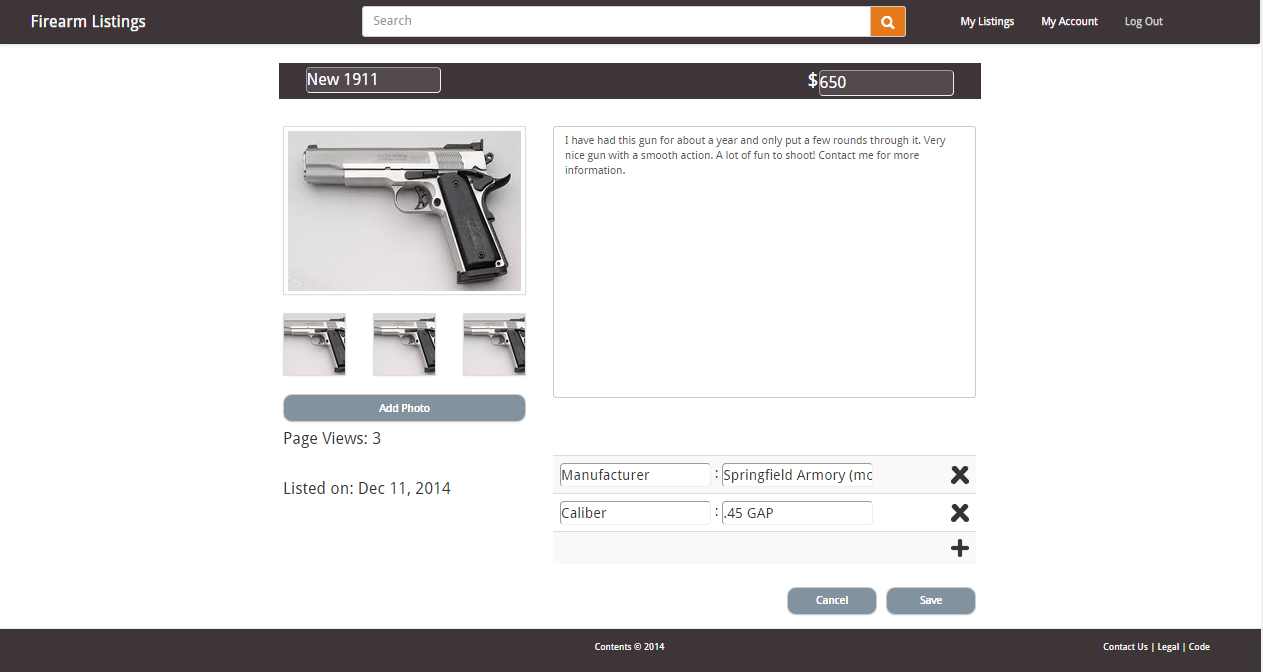 Firearm Listings
Search
My Listings
My Account
Log Out
New 1911
$650
I have had this gun for about a year and only put a few rounds through it. Very
nice gun with a smooth action. A lot of fun to shoot! Contact me for more
information.
Add Photo
Page Views: 3
Listed on: Dec 11, 2014
Manufacturer : Springfield Armory (mc
Caliber : .45 GAP
Cancel
Save
Contents © 2014
Contact Us | Legal | Code